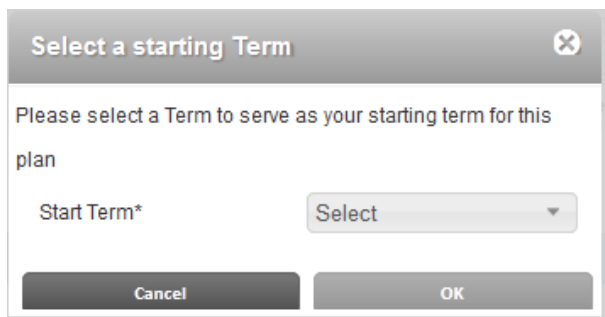 Select a starting Term
Please select a Term to serve as your starting term for this
plan
Start Term* Select
Cancel OK